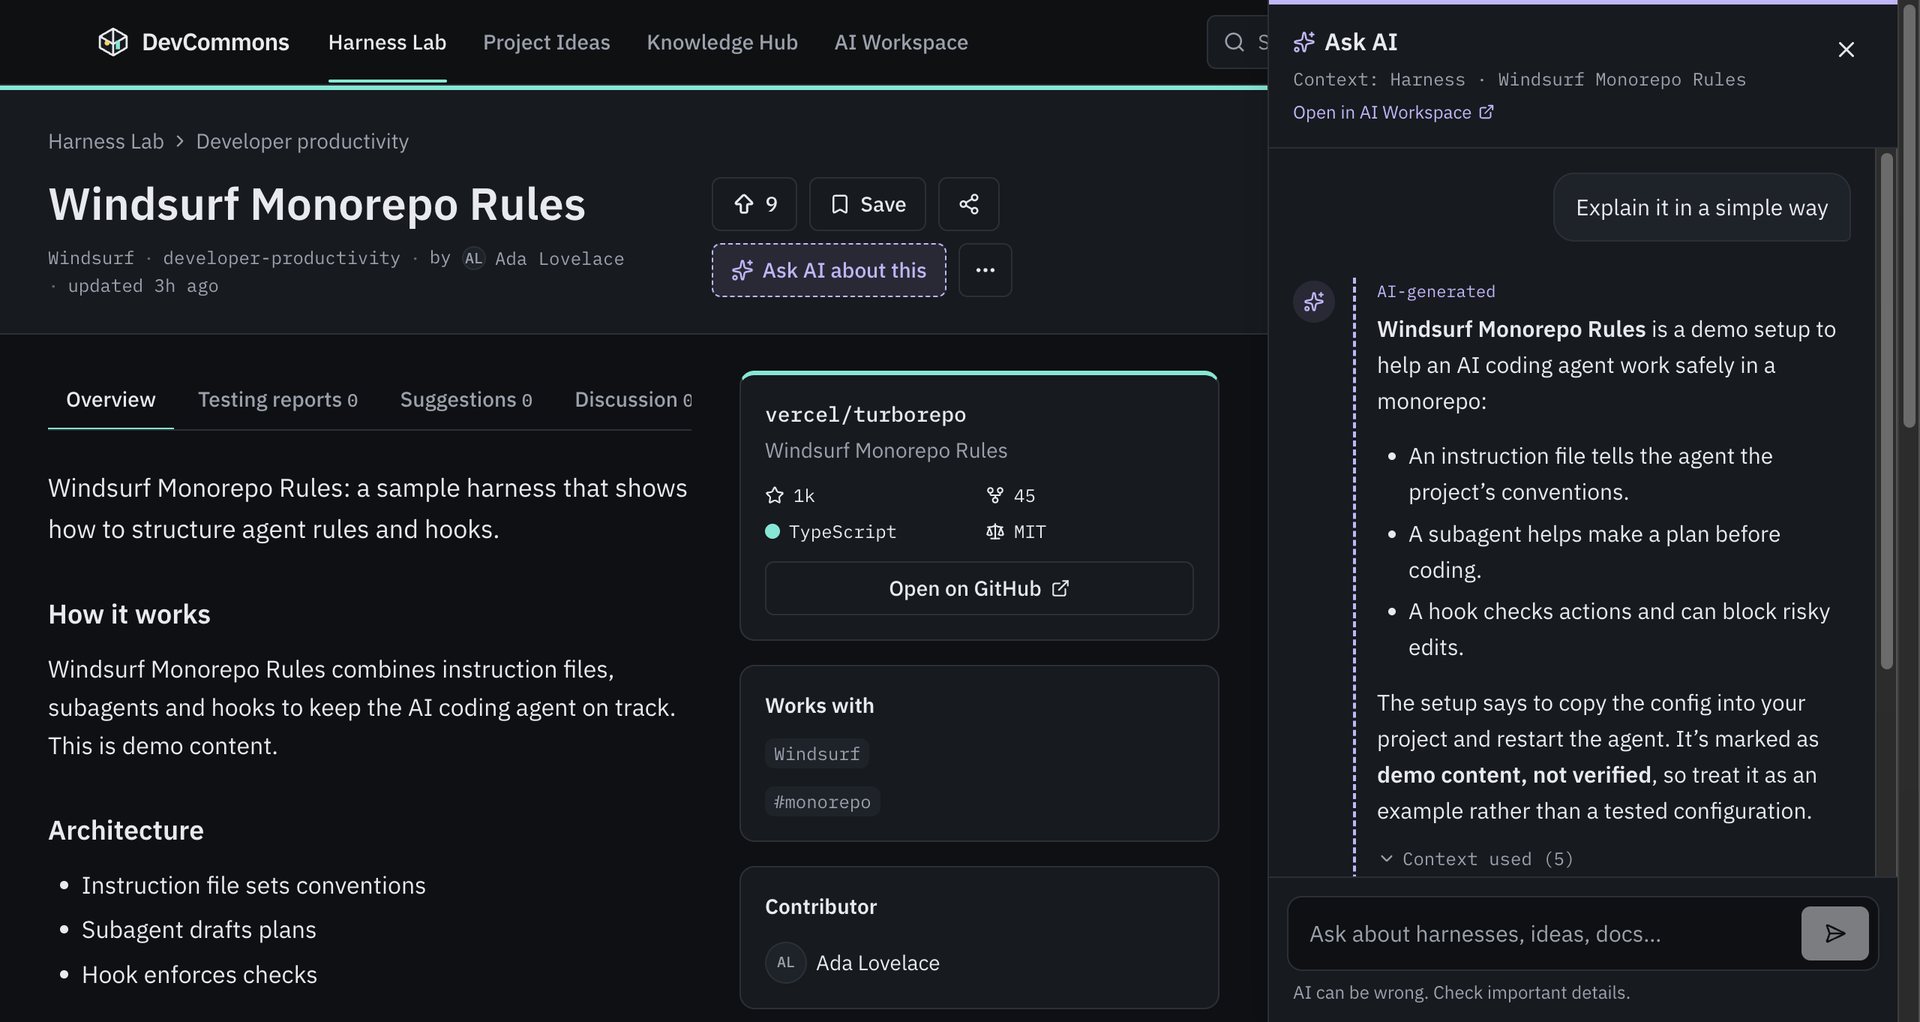 DevCommons
Harness Lab
Project Ideas
Knowledge Hub
AI Workspace
Harness Lab > Developer productivity
Windsurf Monorepo Rules
Windsurf · developer-productivity · by AL Ada Lovelace
· updated 3h ago
9
Save
Ask AI about this
Overview
Testing reports 0
Suggestions 0
Discussion 0
Windsurf Monorepo Rules: a sample harness that shows
how to structure agent rules and hooks.
How it works
Windsurf Monorepo Rules combines instruction files,
subagents and hooks to keep the AI coding agent on track.
This is demo content.
Architecture
• Instruction file sets conventions
• Subagent drafts plans
• Hook enforces checks
vercel/turborepo
Windsurf Monorepo Rules
1k
45
TypeScript
MIT
Open on GitHub
Works with
Windsurf
#monorepo
Contributor
AL Ada Lovelace
Ask AI
Context: Harness · Windsurf Monorepo Rules
Open in AI Workspace
Explain it in a simple way
AI-generated
Windsurf Monorepo Rules is a demo setup to
help an AI coding agent work safely in a
monorepo:
• An instruction file tells the agent the
project’s conventions.
• A subagent helps make a plan before
coding.
• A hook checks actions and can block risky
edits.
The setup says to copy the config into your
project and restart the agent. It’s marked as
demo content, not verified, so treat it as an
example rather than a tested configuration.
Context used (5)
Ask about harnesses, ideas, docs...
AI can be wrong. Check important details.